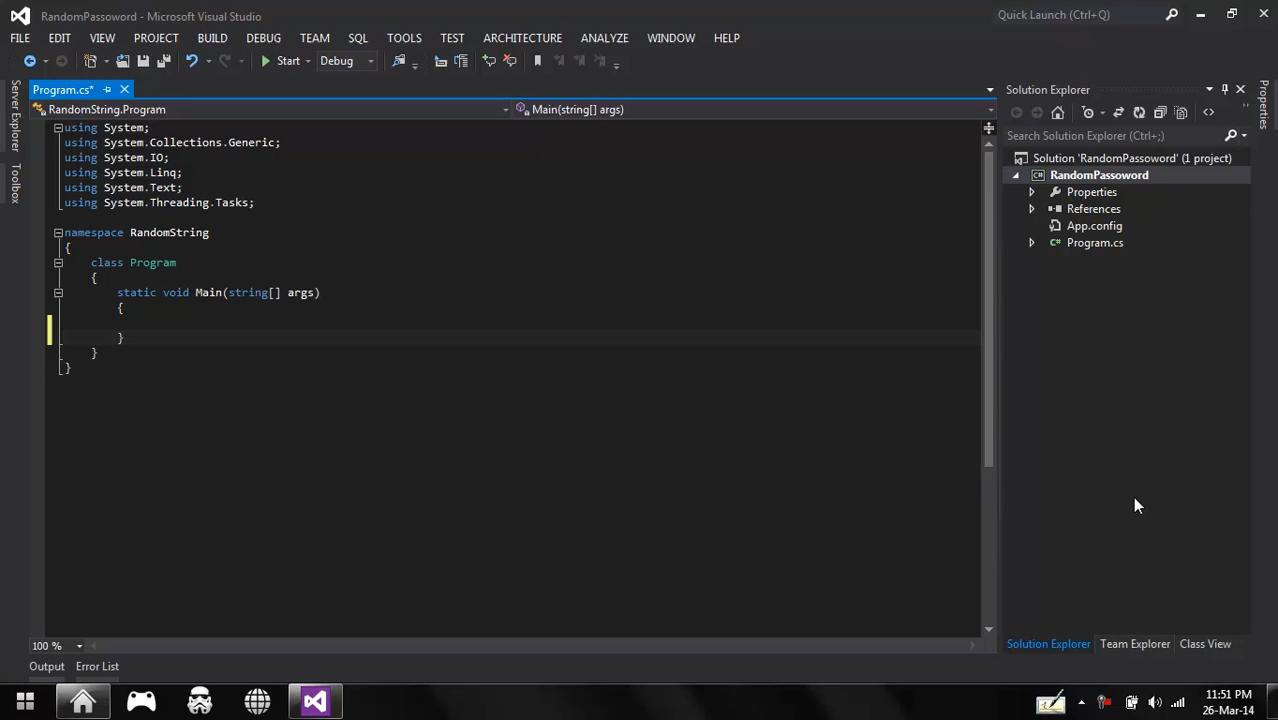 RandomPassoword - Microsoft Visual Studio
Quick Launch (Ctrl+Q)
FILE EDIT VIEW PROJECT BUILD DEBUG TEAM SQL TOOLS TEST ARCHITECTURE ANALYZE WINDOW HELP
Start Debug
Program.cs*
RandomString.Program Main(string[] args)
using System;
using System.Collections.Generic;
using System.IO;
using System.Linq;
using System.Text;
using System.Threading.Tasks;
namespace RandomString
{
class Program
{
static void Main(string[] args)
{
}
}
}
100 %
Output Error List
Server Explorer
Toolbox
Solution Explorer
Search Solution Explorer (Ctrl+;)
Solution 'RandomPassoword' (1 project)
RandomPassoword
Properties
References
App.config
Program.cs
Solution Explorer Team Explorer Class View
Properties
11:51 PM
26-Mar-14